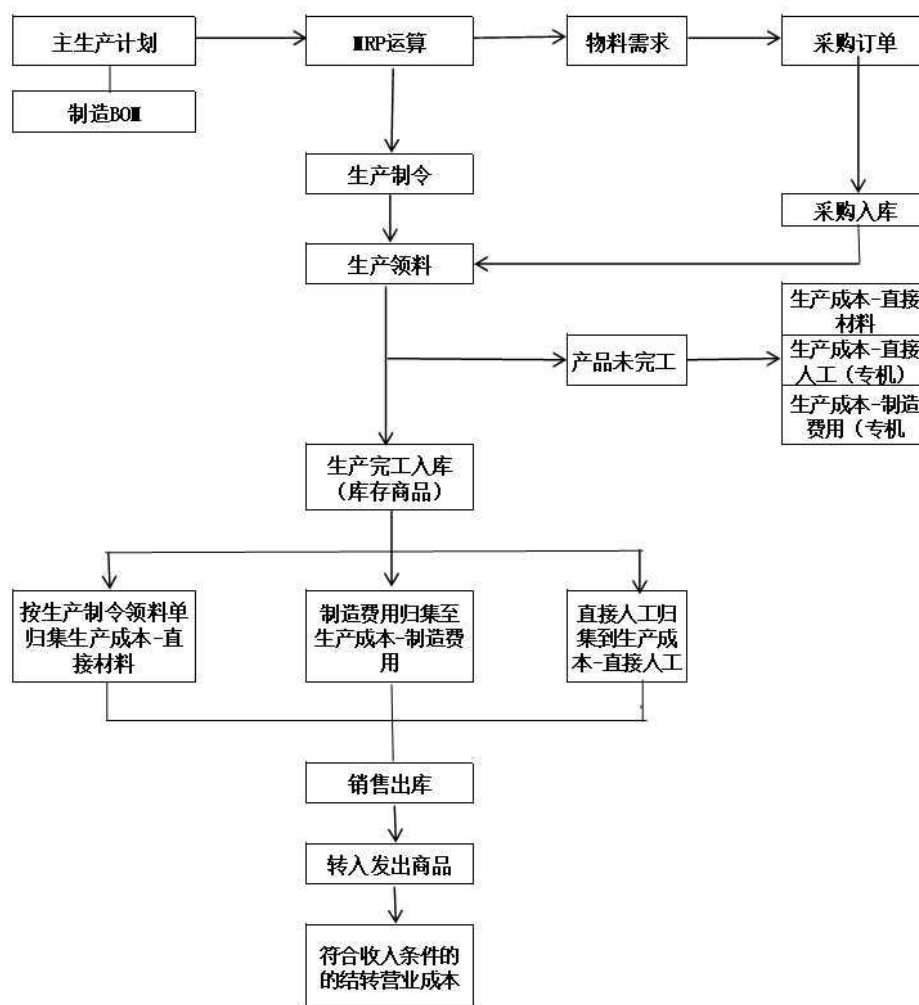 主生产计划
MRP运算
物料需求
采购订单
制造BOM
生产制令
采购入库
生产领料
生产成本-直接
材料
产品未完工
生产成本-直接
人工（专机）
生产成本-制造
费用（专机
生产完工入库
（库存商品）
按生产制令领料单
归集生产成本-直
接材料
制造费用归集至
生产成本-制造费
用
直接人工归
集到生产成
本-直接人工
销售出库
转入发出商品
符合收入条件的
的结转营业成本